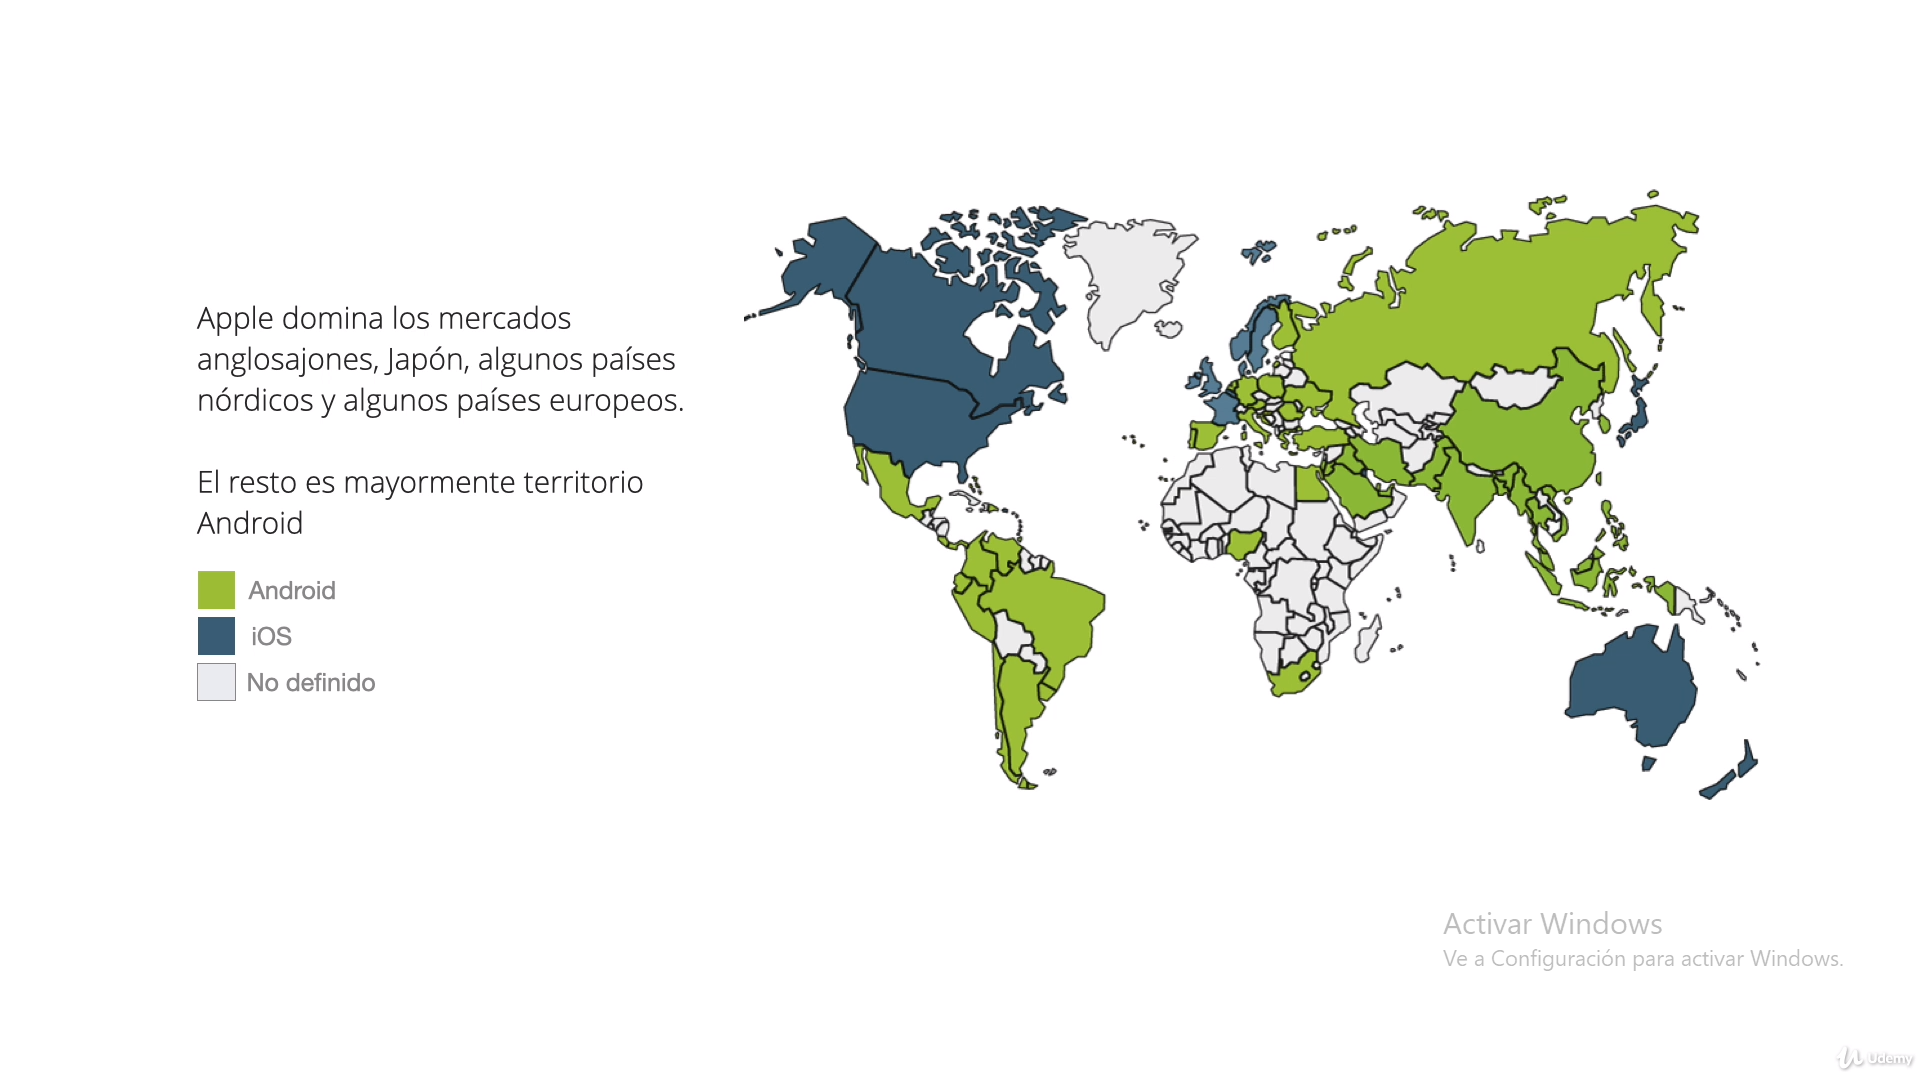 Apple domina los mercados
anglosajones, Japón, algunos países
nórdicos y algunos países europeos.
El resto es mayormente territorio
Android
Android
iOS
No definido
Activar Windows
Ve a Configuración para activar Windows.
Udemy